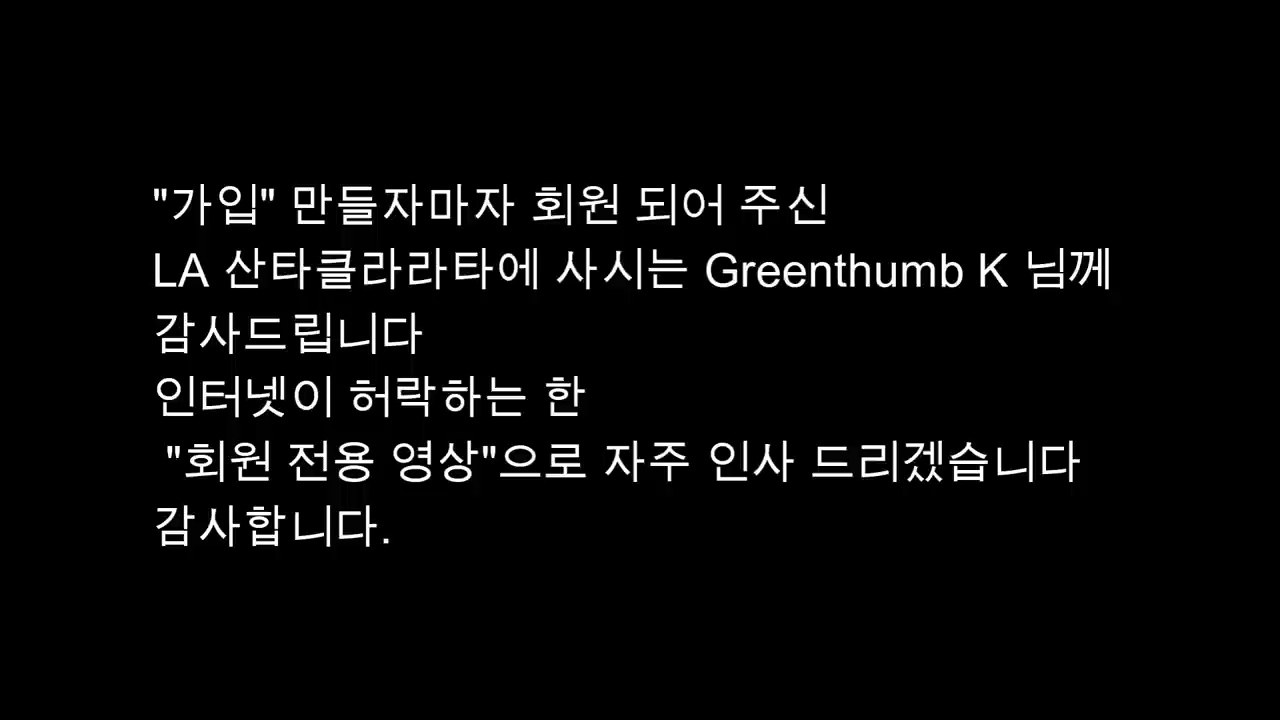 "가입" 만들자마자 회원 되어 주신
LA 산타클라라타에 사시는 Greenthumb K 님께
감사드립니다
인터넷이 허락하는 한
"회원 전용 영상"으로 자주 인사 드리겠습니다
감사합니다.